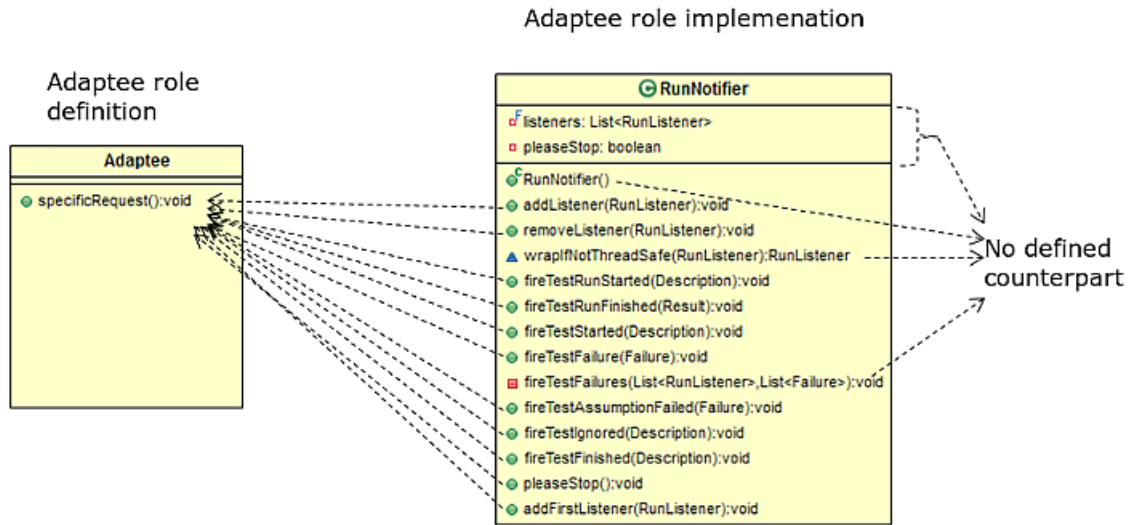 Adaptee role implemenation
Adaptee role
definition
Adaptee
specificRequest():void
RunNotifier
listeners: List<RunListener>
pleaseStop: boolean
RunNotifier()
addListener(RunListener):void
removeListener(RunListener):void
wrapIfNotThreadSafe(RunListener):RunListener
fireTestRunStarted(Description):void
fireTestRunFinished(Result):void
fireTestStarted(Description):void
fireTestFailure(Failure):void
fireTestFailures(List<RunListener>,List<Failure>):void
fireTestAssumptionFailed(Failure):void
fireTestIgnored(Description):void
fireTestFinished(Description):void
pleaseStop():void
addFirstListener(RunListener):void
No defined
counterpart